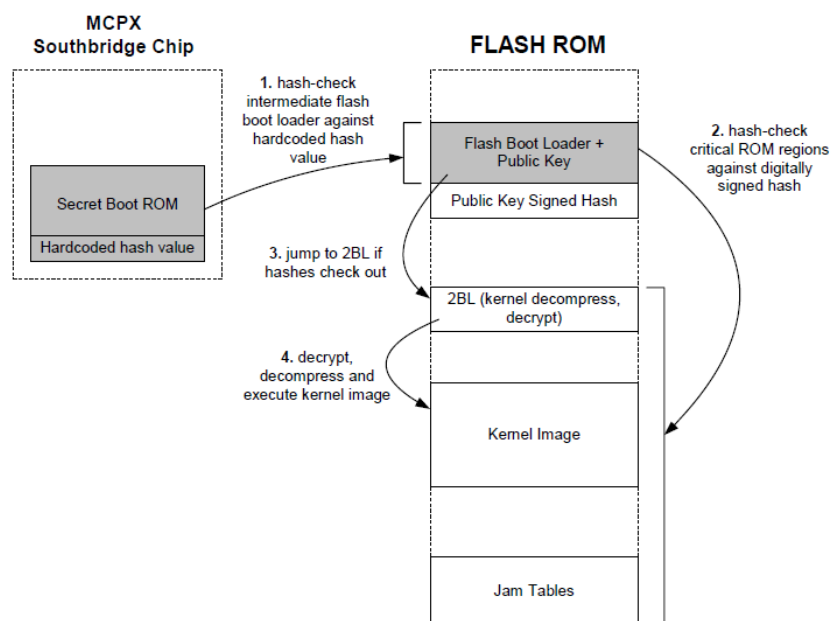 MCPX
Southbridge Chip
FLASH ROM
1. hash-check
intermediate flash
boot loader against
hardcoded hash
value
2. hash-check
critical ROM regions
against digitally
signed hash
Flash Boot Loader +
Public Key
Public Key Signed Hash
Secret Boot ROM
Hardcoded hash value
3. jump to 2BL if
hashes check out
2BL (kernel decompress,
decrypt)
4. decrypt,
decompress and
execute kernel image
Kernel Image
Jam Tables